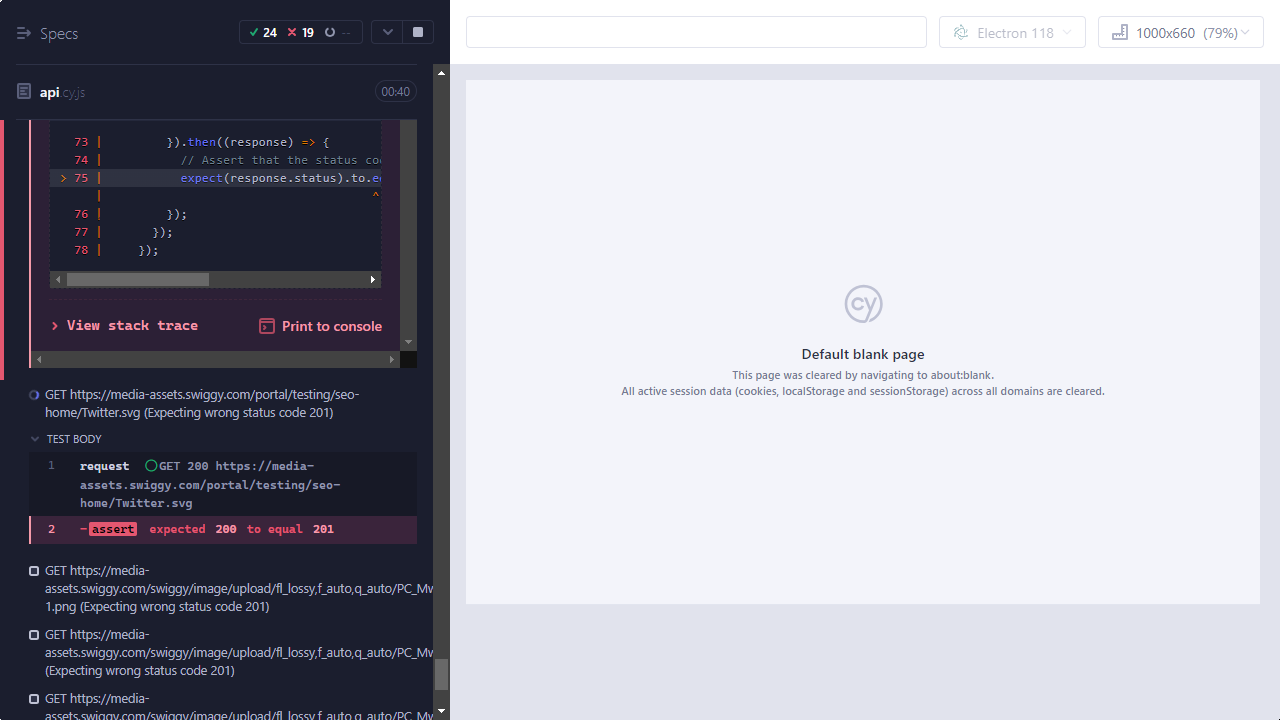 Specs
24 19 --
Electron 118
1000x660 (79%)
api.cy.js
00:40
73 | }).then((response) => {
74 | // Assert that the status co
> 75 | expect(response.status).to.e
| ^
76 | });
77 | });
78 | });
> View stack trace
Print to console
GET https://media-assets.swiggy.com/portal/testing/seo-
home/Twitter.svg (Expecting wrong status code 201)
TEST BODY
1 request GET 200 https://media-
assets.swiggy.com/portal/testing/seo-
home/Twitter.svg
2 -assert expected 200 to equal 201
GET https://media-
assets.swiggy.com/swiggy/image/upload/fl_lossy,f_auto,q_auto/PC_Mw
1.png (Expecting wrong status code 201)
GET https://media-
assets.swiggy.com/swiggy/image/upload/fl_lossy,f_auto,q_auto/PC_Mw
(Expecting wrong status code 201)
GET https://media-
assets.swiggy.com/swiggy/image/upload/fl_lossy,f_auto,q_auto/PC_Mw
cy
Default blank page
This page was cleared by navigating to about:blank.
All active session data (cookies, localStorage and sessionStorage) across all domains are cleared.